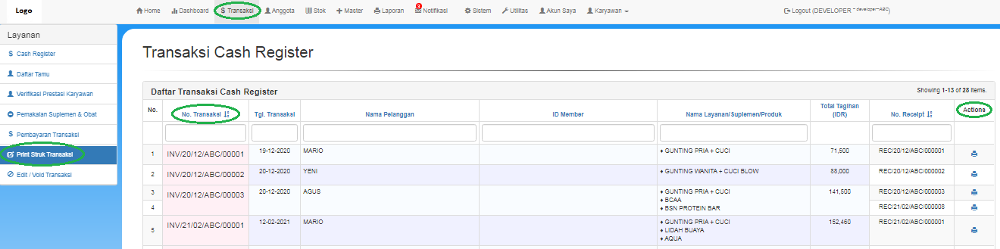 Logo
Home Dashboard $ Transaksi Anggota Stok Master Laporan 3 Notifikasi Sistem Utilitas Akun Saya Karyawan
Logout (DEVELOPER ~ developer~ABC)
Layanan
$ Cash Register
Daftar Tamu
Verifikasi Prestasi Karyawan
Pemakaian Suplemen & Obat
$ Pembayaran Transaksi
Print Struk Transaksi
Edit / Void Transaksi
Transaksi Cash Register
Daftar Transaksi Cash Register
Showing 1-13 of 28 items.
No. No. Transaksi Tgl. Transaksi Nama Pelanggan ID Member Nama Layanan/Suplemen/Produk Total Tagihan (IDR) No. Receipt Actions
1 INV/20/12/ABC/00001 19-12-2020 MARIO ♦ GUNTING PRIA + CUCI 71,500 REC/20/12/ABC/000001
2 INV/20/12/ABC/00002 20-12-2020 YENI ♦ GUNTING WANITA + CUCI BLOW 88,000 REC/20/12/ABC/000002
3 INV/20/12/ABC/00003 20-12-2020 AGUS ♦ GUNTING PRIA + CUCI 141,500 REC/20/12/ABC/000003
♦ BCAA
4 ♦ BSN PROTEIN BAR REC/21/02/ABC/000008
5 INV/21/02/ABC/00001 12-02-2021 MARIO ♦ GUNTING PRIA + CUCI 152,460 REC/21/02/ABC/000001
♦ LIDAH BUAYA
♦ AQUA